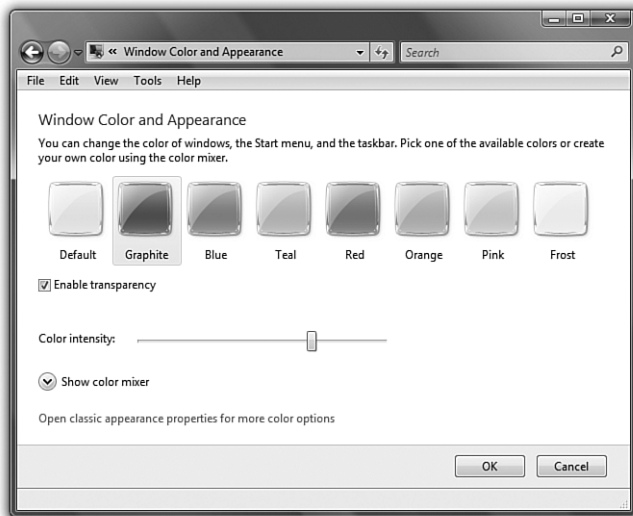 « Window Color and Appearance
Search
File Edit View Tools Help
Window Color and Appearance
You can change the color of windows, the Start menu, and the taskbar. Pick one of the available colors or create
your own color using the color mixer.
Default Graphite Blue Teal Red Orange Pink Frost
Enable transparency
Color intensity:
Show color mixer
Open classic appearance properties for more color options
OK Cancel